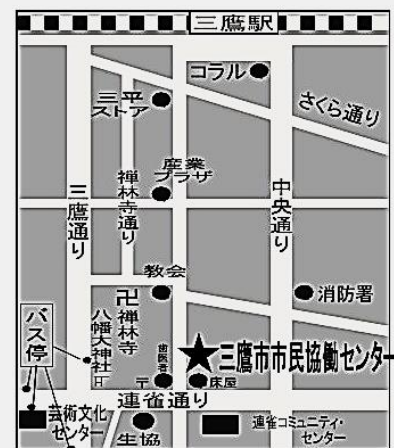 三鷹駅
コラル
三平
ストア
さくら通り
産業
プラザ
禅林寺通り
三鷹通り
中央通り
教会
消防署
卍禅林寺
八幡大神社
バス停
歯医者
★三鷹市市民協働センター
〒
床屋
連雀通り
芸術文化
センター
生協
連雀コミュニティ・
センター